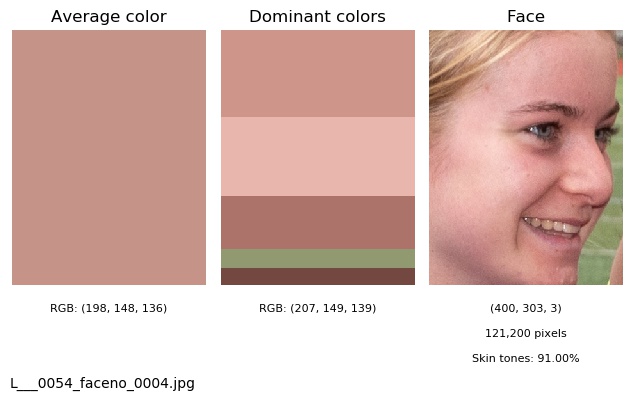 Average color
Dominant colors
Face
RGB: (198, 148, 136)
RGB: (207, 149, 139)
(400, 303, 3)
121,200 pixels
Skin tones: 91.00%
L___0054_faceno_0004.jpg